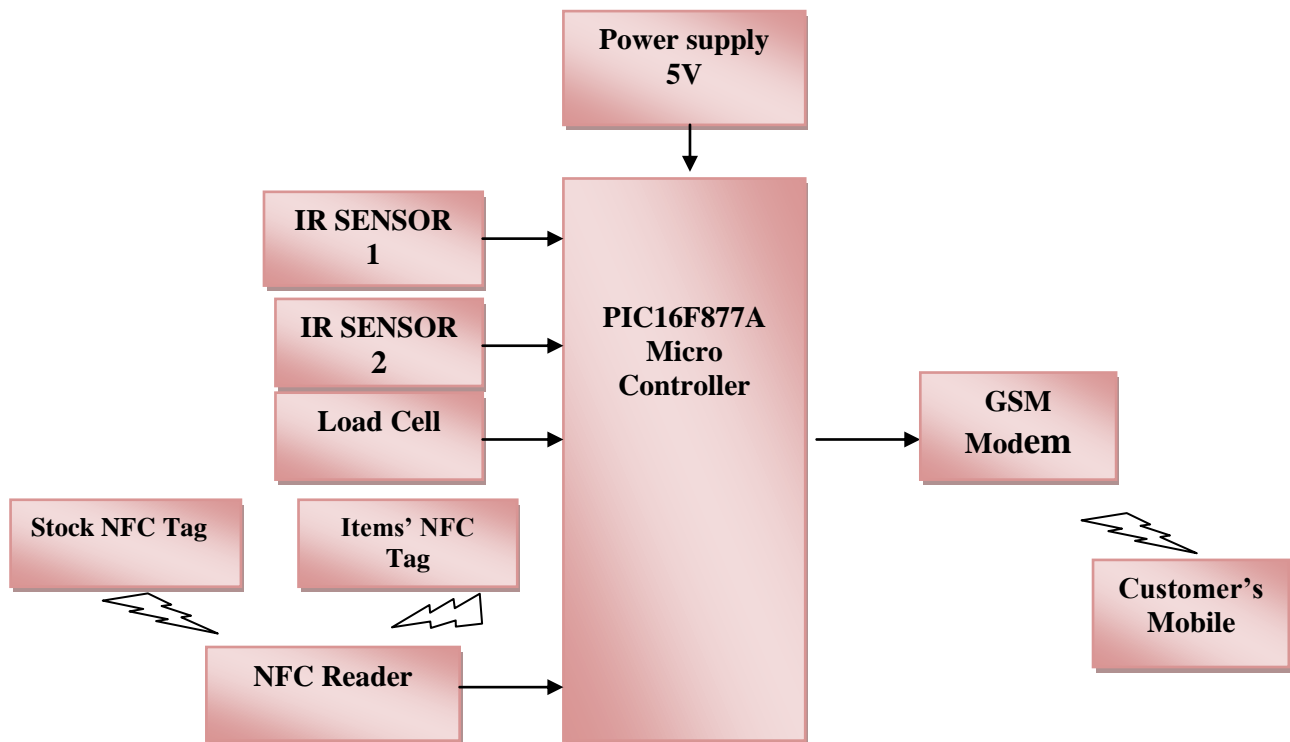 Power supply
5V
IR SENSOR
1
IR SENSOR
2
PIC16F877A
Micro
Controller
Load Cell
GSM
Modem
Stock NFC Tag
Items’ NFC
Tag
Customer’s
Mobile
NFC Reader